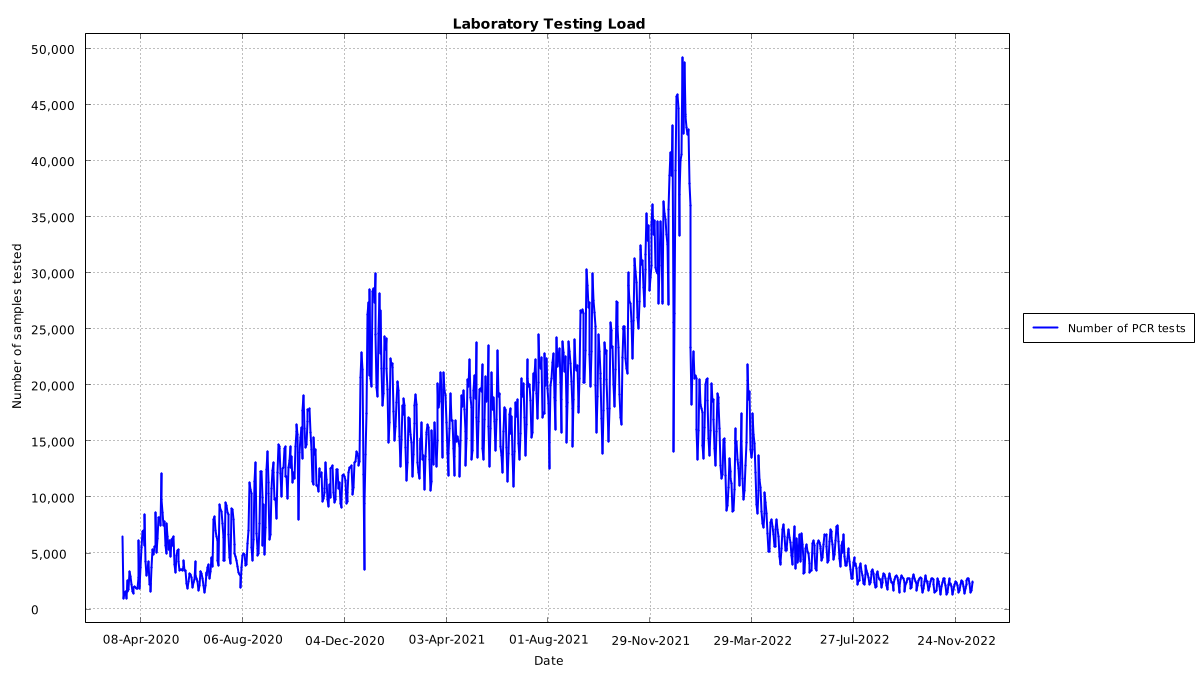 Laboratory Testing Load
50,000
45,000
40,000
35,000
30,000
25,000
20,000
15,000
10,000
5,000
0
Number of samples tested
08-Apr-2020 06-Aug-2020 04-Dec-2020 03-Apr-2021 01-Aug-2021 29-Nov-2021 29-Mar-2022 27-Jul-2022 24-Nov-2022
Date
Number of PCR tests